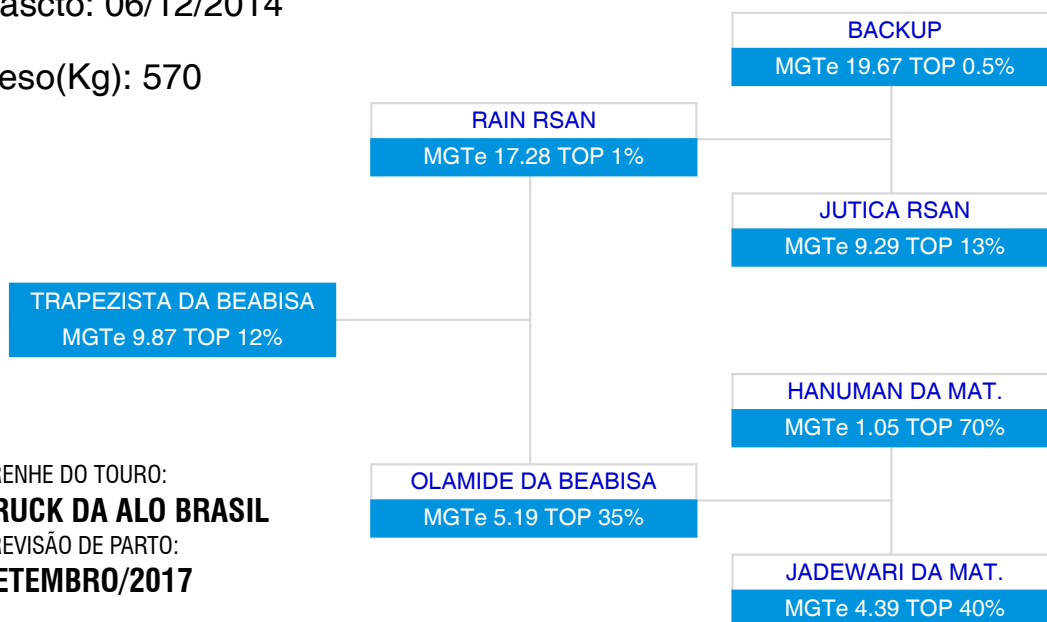 ascto: 06/12/2014
eso(Kg): 570
BACKUP
MGTe 19.67 TOP 0.5%
RAIN RSAN
MGTe 17.28 TOP 1%
JUTICA RSAN
MGTe 9.29 TOP 13%
TRAPEZISTA DA BEABISA
MGTe 9.87 TOP 12%
HANUMAN DA MAT.
MGTe 1.05 TOP 70%
OLAMIDE DA BEABISA
MGTe 5.19 TOP 35%
JADEWARI DA MAT.
MGTe 4.39 TOP 40%
RENHE DO TOURO:
RUCK DA ALO BRASIL
REVISÃO DE PARTO:
ETEMBRO/2017